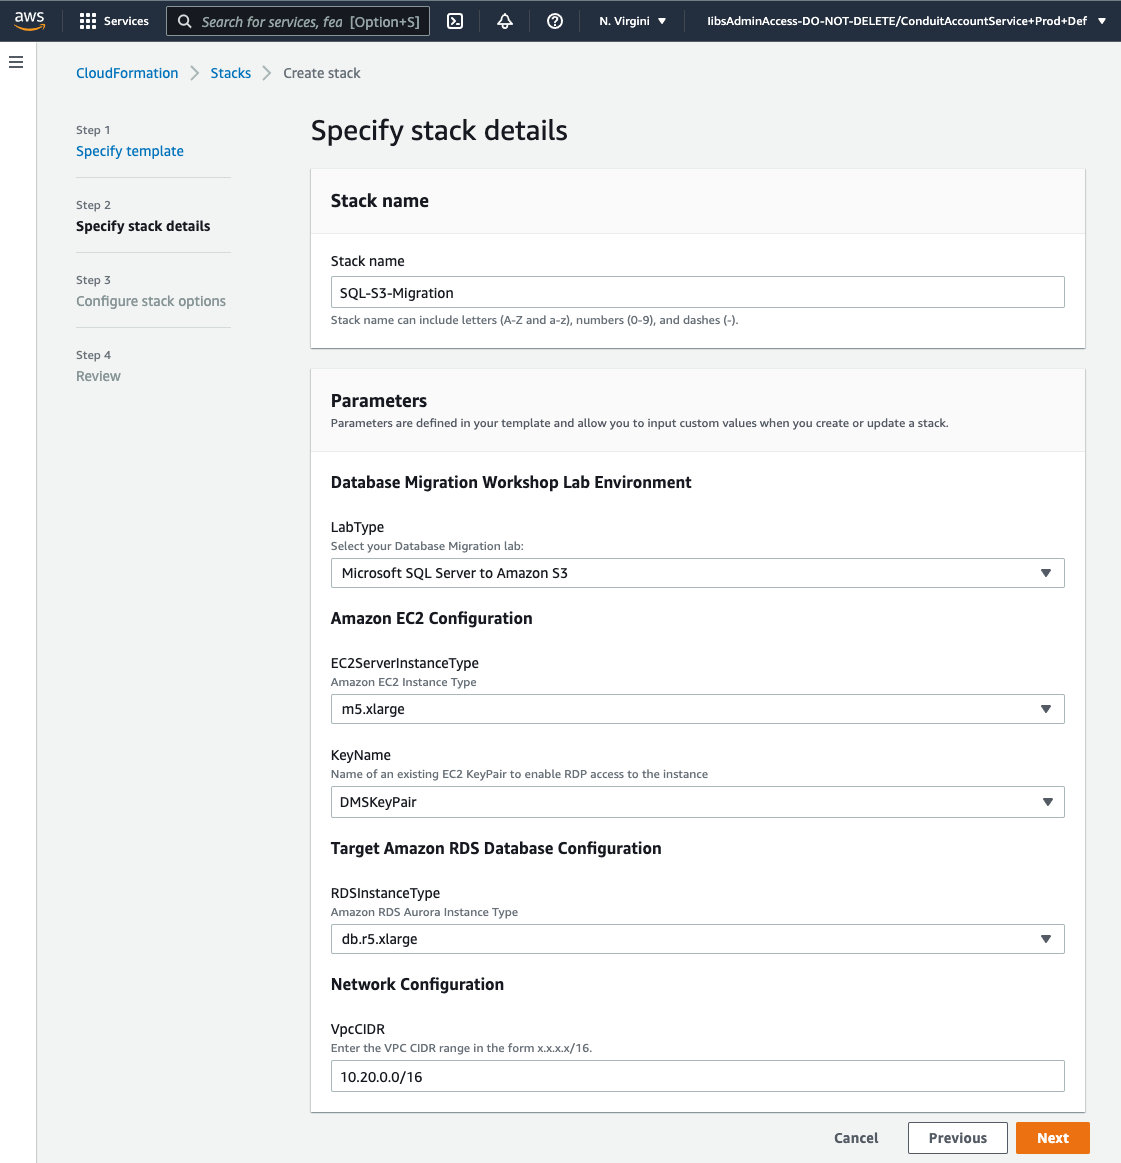 aws Services Search for services, fea [Option+S] N. Virgini IibsAdminAccess-DO-NOT-DELETE/ConduitAccountService+Prod+Def
CloudFormation Stacks Create stack
Step 1
Specify template
Step 2
Specify stack details
Step 3
Configure stack options
Step 4
Review
Specify stack details
Stack name
Stack name
SQL-S3-Migration
Stack name can include letters (A-Z and a-z), numbers (0-9), and dashes (-).
Parameters
Parameters are defined in your template and allow you to input custom values when you create or update a stack.
Database Migration Workshop Lab Environment
LabType
Select your Database Migration lab:
Microsoft SQL Server to Amazon S3
Amazon EC2 Configuration
EC2ServerInstanceType
Amazon EC2 Instance Type
m5.xlarge
KeyName
Name of an existing EC2 KeyPair to enable RDP access to the instance
DMSKeyPair
Target Amazon RDS Database Configuration
RDSInstanceType
Amazon RDS Aurora Instance Type
db.r5.xlarge
Network Configuration
VpcCIDR
Enter the VPC CIDR range in the form x.x.x.x/16.
10.20.0.0/16
Cancel Previous Next